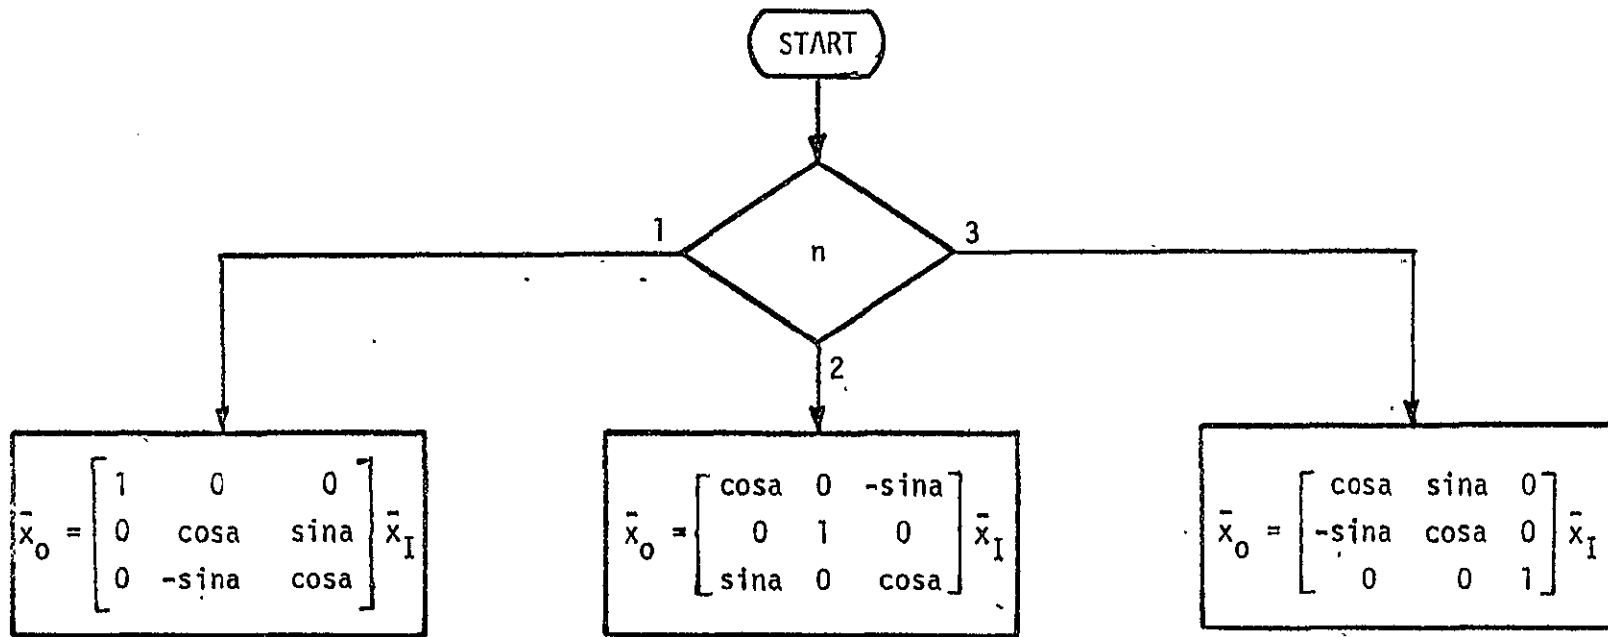 START
n
1
2
3
x̄o = [ 1 0 0
0 cosa sina
0 -sina cosa ] x̄I
x̄o = [ cosa 0 -sina
0 1 0
sina 0 cosa ] x̄I
x̄o = [ cosa sina 0
-sina cosa 0
0 0 1 ] x̄I